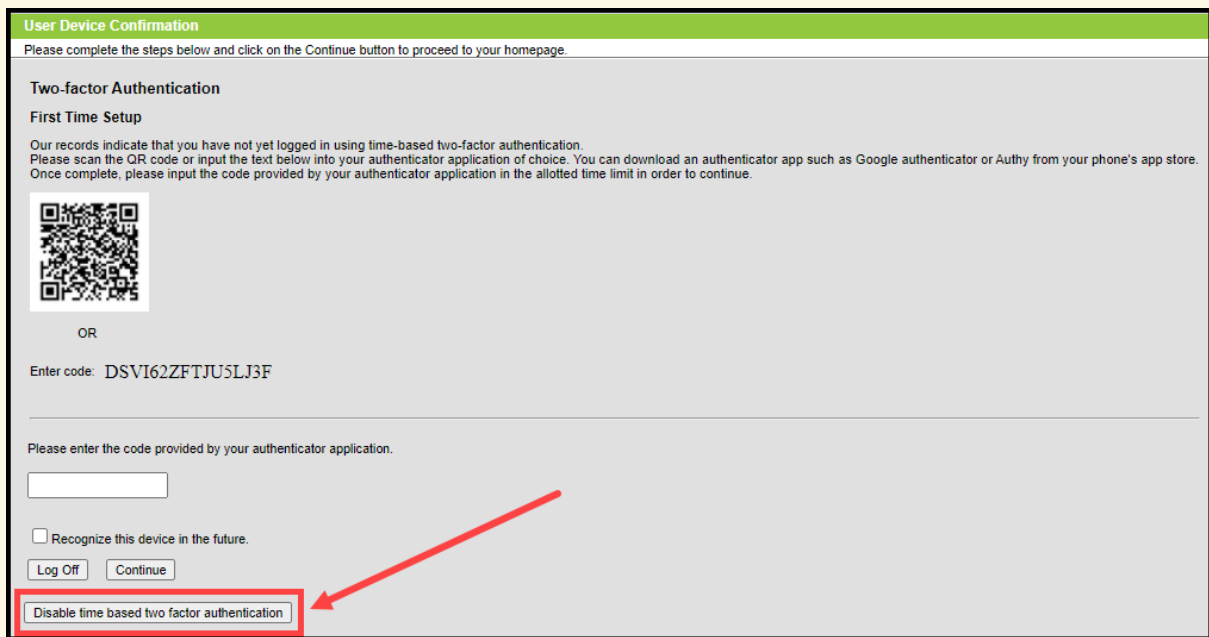 User Device Confirmation
Please complete the steps below and click on the Continue button to proceed to your homepage.
Two-factor Authentication
First Time Setup
Our records indicate that you have not yet logged in using time-based two-factor authentication.
Please scan the QR code or input the text below into your authenticator application of choice. You can download an authenticator app such as Google authenticator or Authy from your phone's app store.
Once complete, please input the code provided by your authenticator application in the allotted time limit in order to continue.
OR
Enter code: DSVI62ZFTJU5LJ3F
Please enter the code provided by your authenticator application.
Recognize this device in the future.
Log Off Continue
Disable time based two factor authentication